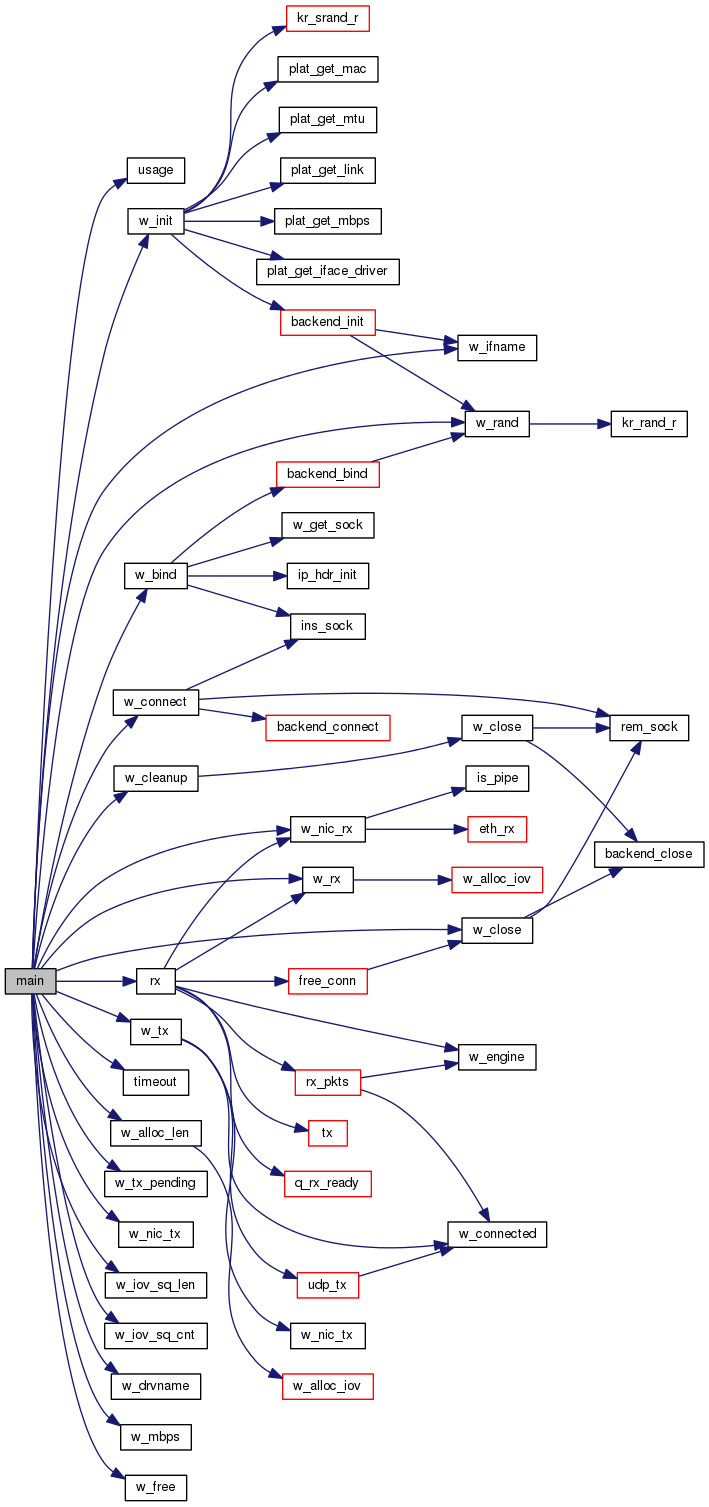 kr_srand_r
plat_get_mac
plat_get_mtu
usage
plat_get_link
w_init
plat_get_mbps
plat_get_iface_driver
backend_init
w_ifname
w_rand
kr_rand_r
backend_bind
w_get_sock
w_bind
ip_hdr_init
ins_sock
w_connect
backend_connect
w_close
rem_sock
w_cleanup
is_pipe
w_nic_rx
eth_rx
backend_close
w_rx
w_alloc_iov
w_close
main
rx
free_conn
w_tx
w_engine
timeout
rx_pkts
w_alloc_len
tx
w_tx_pending
q_rx_ready
w_nic_tx
w_connected
w_iov_sq_len
udp_tx
w_iov_sq_cnt
w_nic_tx
w_drvname
w_alloc_iov
w_mbps
w_free